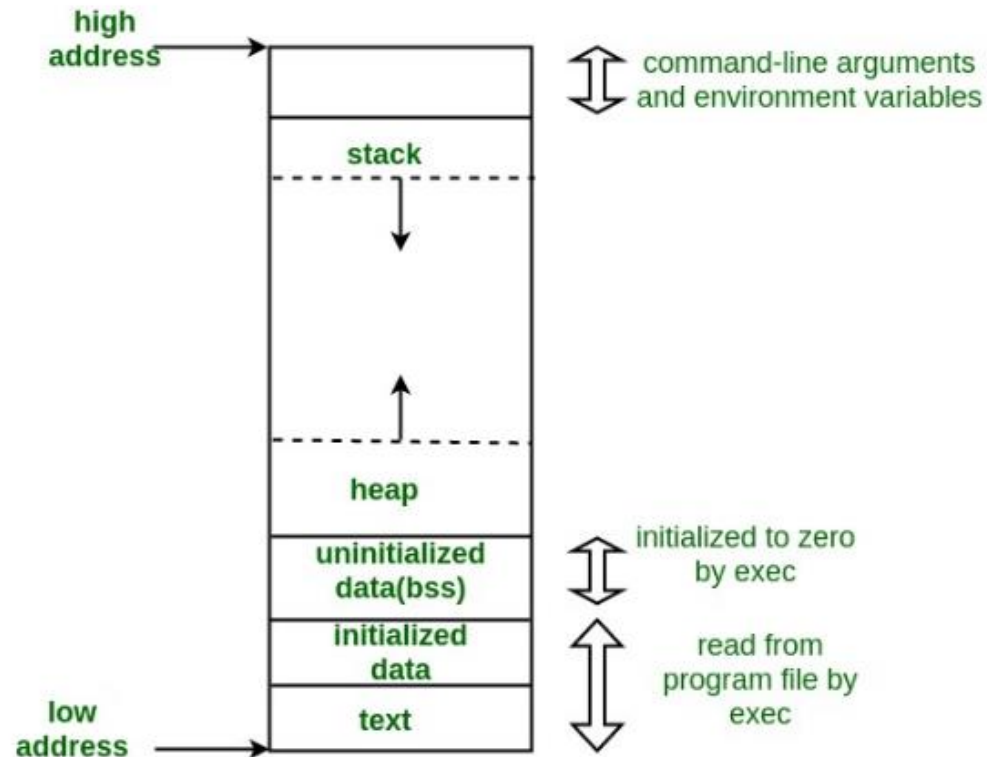 high
address
command-line arguments
and environment variables
stack
heap
uninitialized
data(bss)
initialized to zero
by exec
initialized
data
read from
program file by
exec
text
low
address